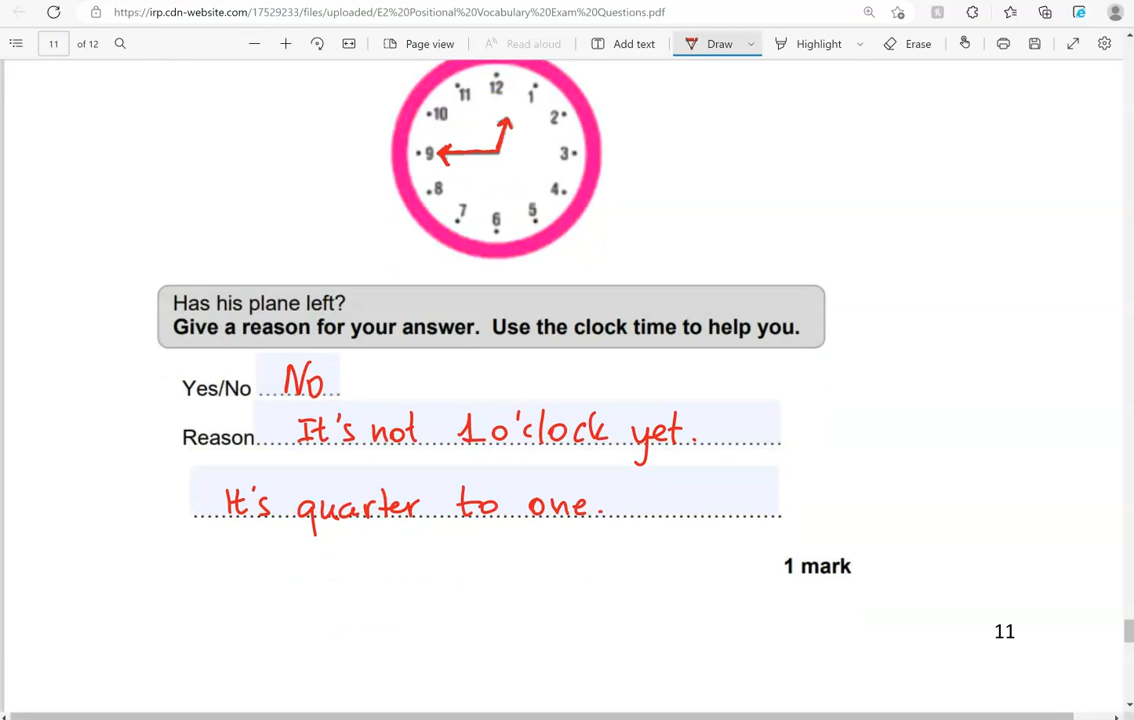 https://irp.cdn-website.com/17529233/files/uploaded/E2%20Positional%20Vocabulary%20Exam%20Questions.pdf
11 of 12 Page view Read aloud Add text Draw Highlight Erase
12
11 1
10 2
9 3
8 4
7 5
6
Has his plane left?
Give a reason for your answer. Use the clock time to help you.
Yes/No No
Reason It's not 1 o'clock yet.
It's quarter to one.
1 mark
11